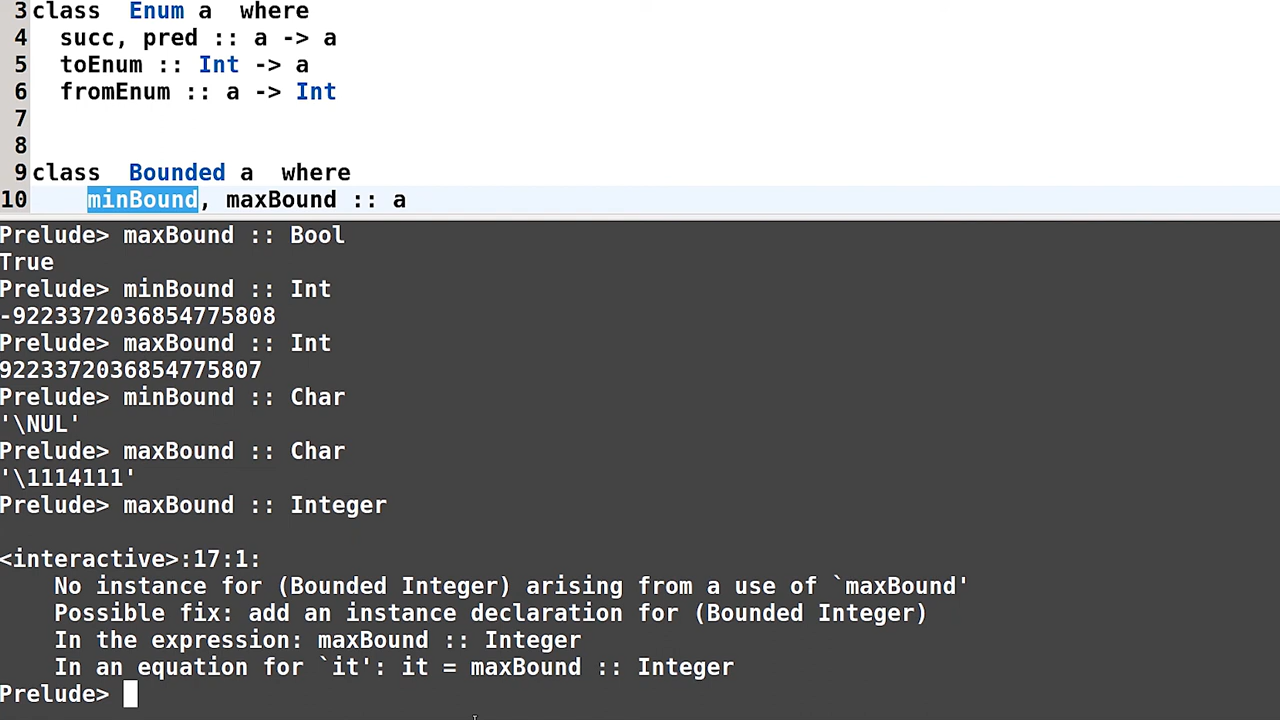 3 class  Enum a  where
4   succ, pred :: a -> a
5   toEnum :: Int -> a
6   fromEnum :: a -> Int
7
8
9 class  Bounded a  where
10     minBound, maxBound :: a
Prelude> maxBound :: Bool
True
Prelude> minBound :: Int
-9223372036854775808
Prelude> maxBound :: Int
9223372036854775807
Prelude> minBound :: Char
'\NUL'
Prelude> maxBound :: Char
'\1114111'
Prelude> maxBound :: Integer
<interactive>:17:1:
    No instance for (Bounded Integer) arising from a use of `maxBound'
    Possible fix: add an instance declaration for (Bounded Integer)
    In the expression: maxBound :: Integer
    In an equation for `it': it = maxBound :: Integer
Prelude>